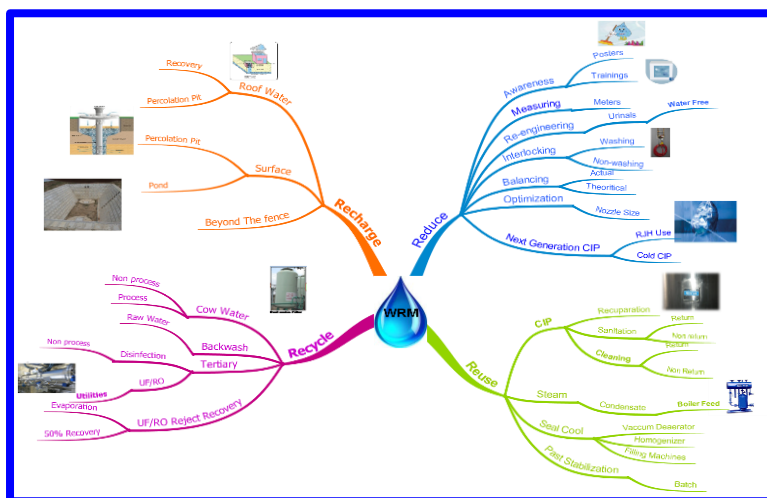 WRM
Recharge
Roof Water
Recovery
Percolation Pit
Surface
Percolation Pit
Pond
Beyond The fence
Reduce
Awareness
Posters
Trainings
Measuring
Meters
Re-engineering
Urinals
Water Free
Interlocking
Washing
Non-washing
Balancing
Actual
Theoritical
Optimization
Nozzle Size
Next Generation CIP
RJH Use
Cold CIP
Recycle
Cow Water
Non process
Process
Backwash
Raw Water
Tertiary
Disinfection
Non process
UF/RO
Utilities
UF/RO Reject Recovery
Evaporation
50% Recovery
Reuse
CIP
Recuparation
Sanitation
Return
Non return
Cleaning
Return
Non Return
Steam
Condensate
Boiler Feed
Seal Cool
Vaccum Deaerator
Homogenizer
Filling Machines
Past Stabilization
Batch